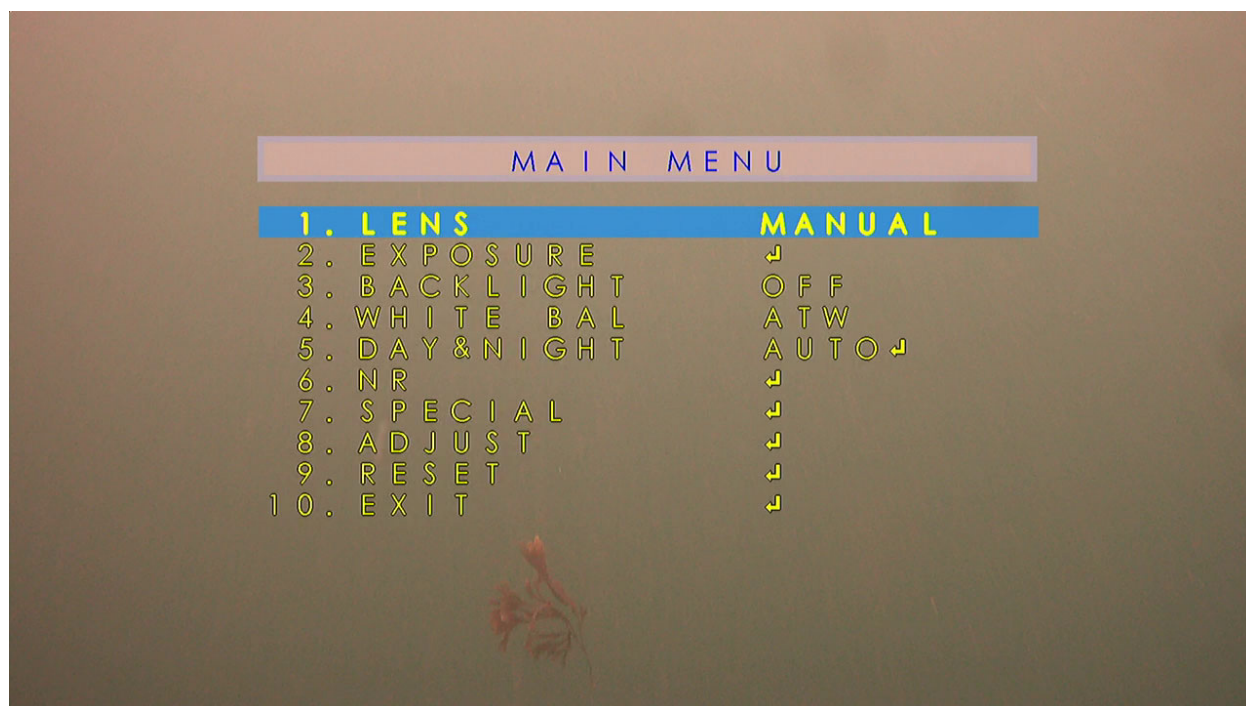 MAIN MENU
1. LENS MANUAL
2. EXPOSURE ↲
3. BACKLIGHT OFF
4. WHITE BAL ATW
5. DAY&NIGHT AUTO↲
6. NR ↲
7. SPECIAL ↲
8. ADJUST ↲
9. RESET ↲
10. EXIT ↲